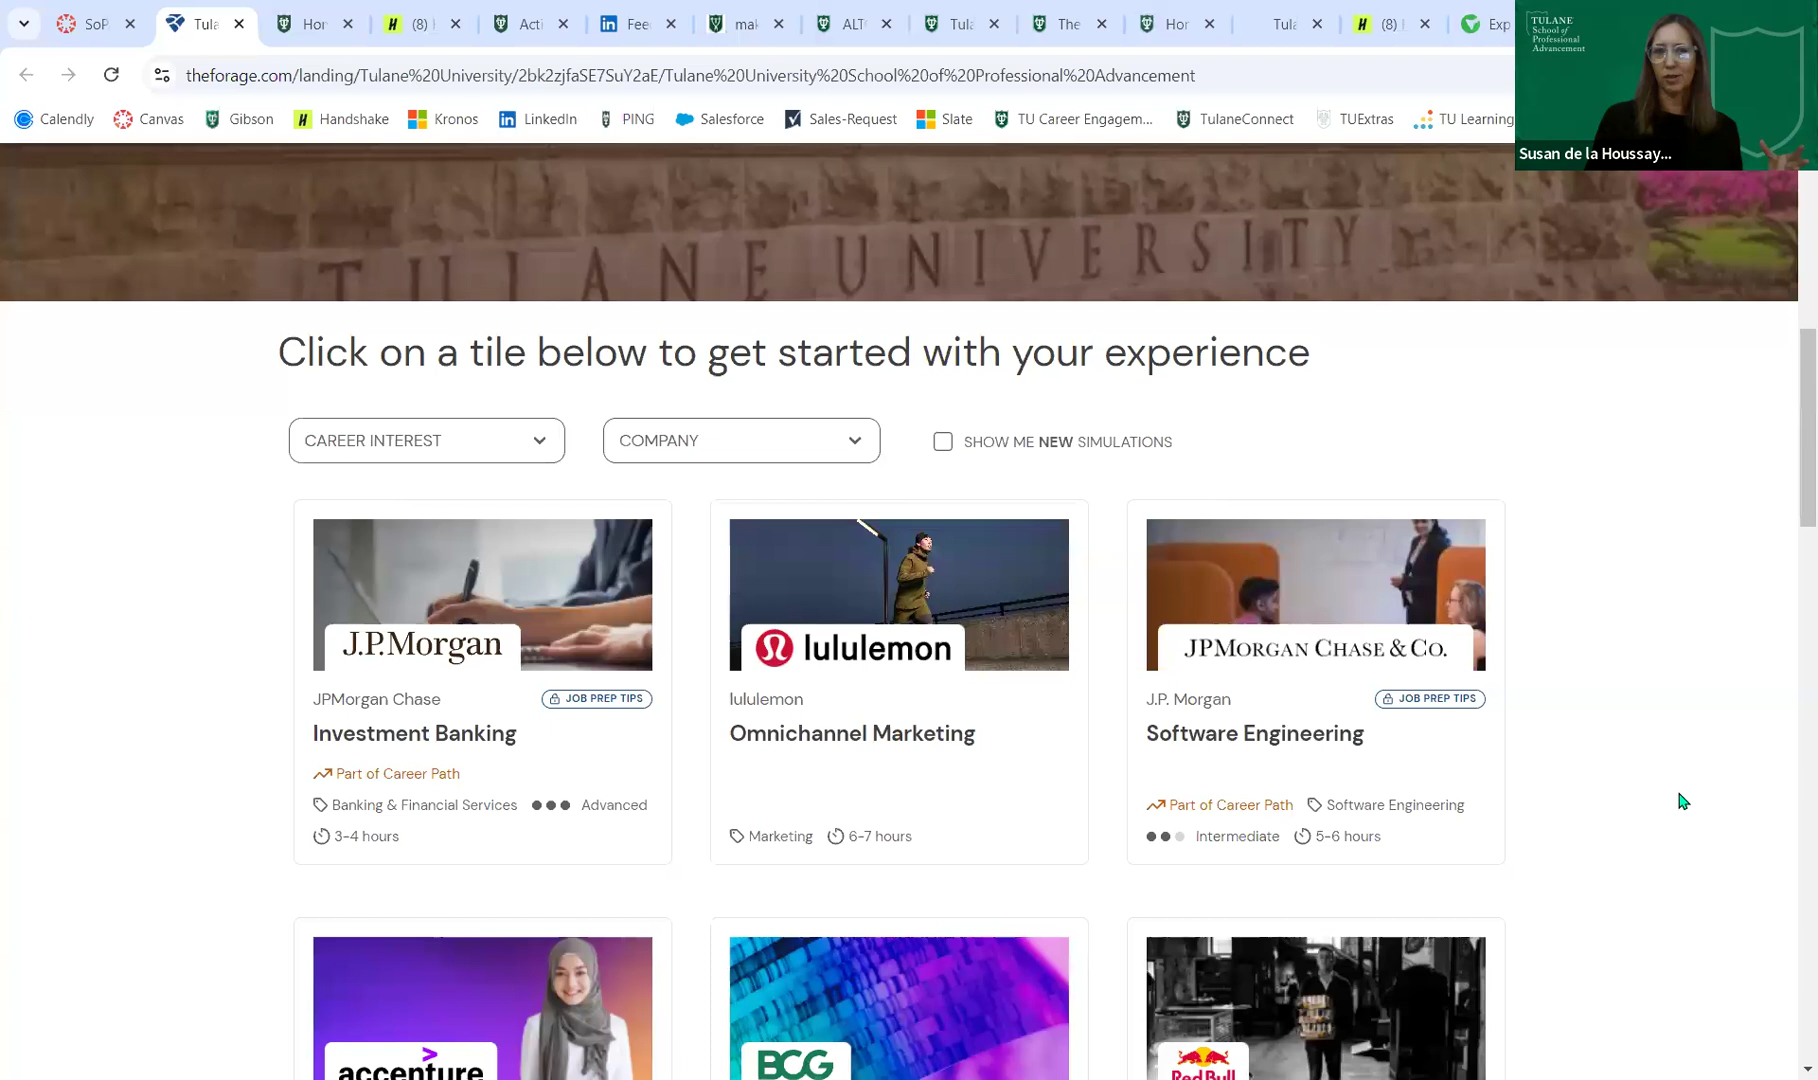 SoP
Tula
Hor
(8)
Acti
Fee
mak
ALT
Tula
The
Hor
Tula
(8)
Exp
theforage.com/landing/Tulane%20University/2bk2zjfaSE7SuY2aE/Tulane%20University%20School%20of%20Professional%20Advancement
Calendly
Canvas
Gibson
Handshake
Kronos
LinkedIn
PING
Salesforce
Sales-Request
Slate
TU Career Engagem...
TulaneConnect
TUExtras
TU Learning
TULANE
School of
Professional
Advancement
Susan de la Houssay...
TULANE UNIVERSITY
Click on a tile below to get started with your experience
CAREER INTEREST
COMPANY
SHOW ME NEW SIMULATIONS
J.P.Morgan
JPMorgan Chase
JOB PREP TIPS
Investment Banking
Part of Career Path
Banking & Financial Services
Advanced
3-4 hours
lululemon
lululemon
Omnichannel Marketing
Marketing
6-7 hours
JPMORGAN CHASE & CO.
J.P. Morgan
JOB PREP TIPS
Software Engineering
Part of Career Path
Software Engineering
Intermediate
5-6 hours
accenture
BCG
Red Bull